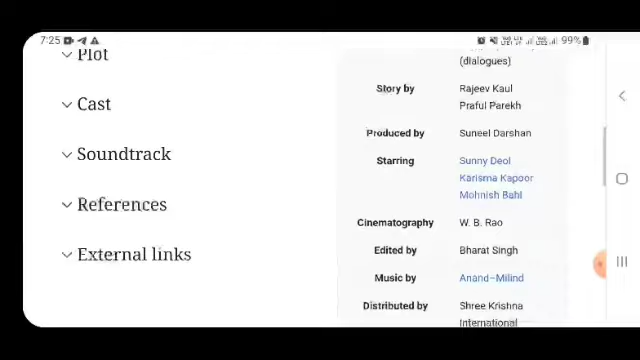 7:25
99%
Plot
Cast
Soundtrack
References
External links
(dialogues)
Story by Rajeev Kaul
Praful Parekh
Produced by Suneel Darshan
Starring Sunny Deol
Karisma Kapoor
Mohnish Bahl
Cinematography W. B. Rao
Edited by Bharat Singh
Music by Anand–Milind
Distributed by Shree Krishna
International